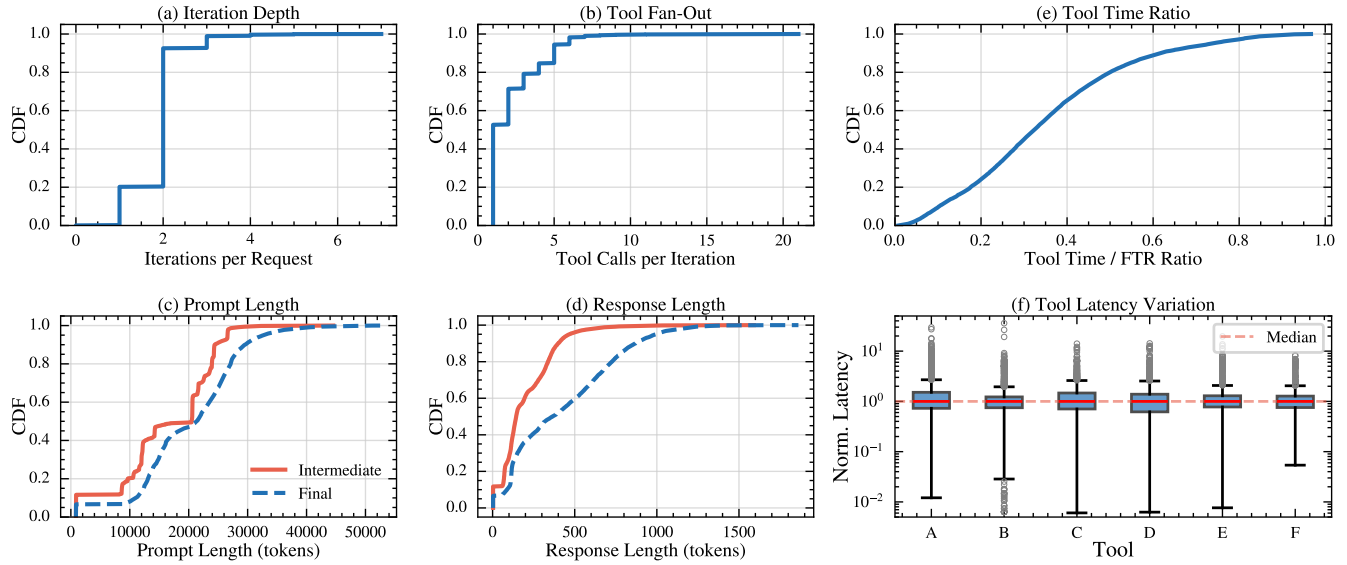 (a) Iteration Depth
CDF
1.0
0.8
0.6
0.4
0.2
0.0
0 2 4 6
Iterations per Request
(b) Tool Fan-Out
CDF
1.0
0.8
0.6
0.4
0.2
0.0
0 5 10 15 20
Tool Calls per Iteration
(e) Tool Time Ratio
CDF
1.0
0.8
0.6
0.4
0.2
0.0
0.0 0.2 0.4 0.6 0.8 1.0
Tool Time / FTR Ratio
(c) Prompt Length
CDF
1.0
0.8
0.6
0.4
0.2
0.0
Intermediate
Final
0 10000 20000 30000 40000 50000
Prompt Length (tokens)
(d) Response Length
CDF
1.0
0.8
0.6
0.4
0.2
0.0
0 500 1000 1500
Response Length (tokens)
(f) Tool Latency Variation
Norm. Latency
Median
10^1
10^0
10^-1
10^-2
A B C D E F
Tool